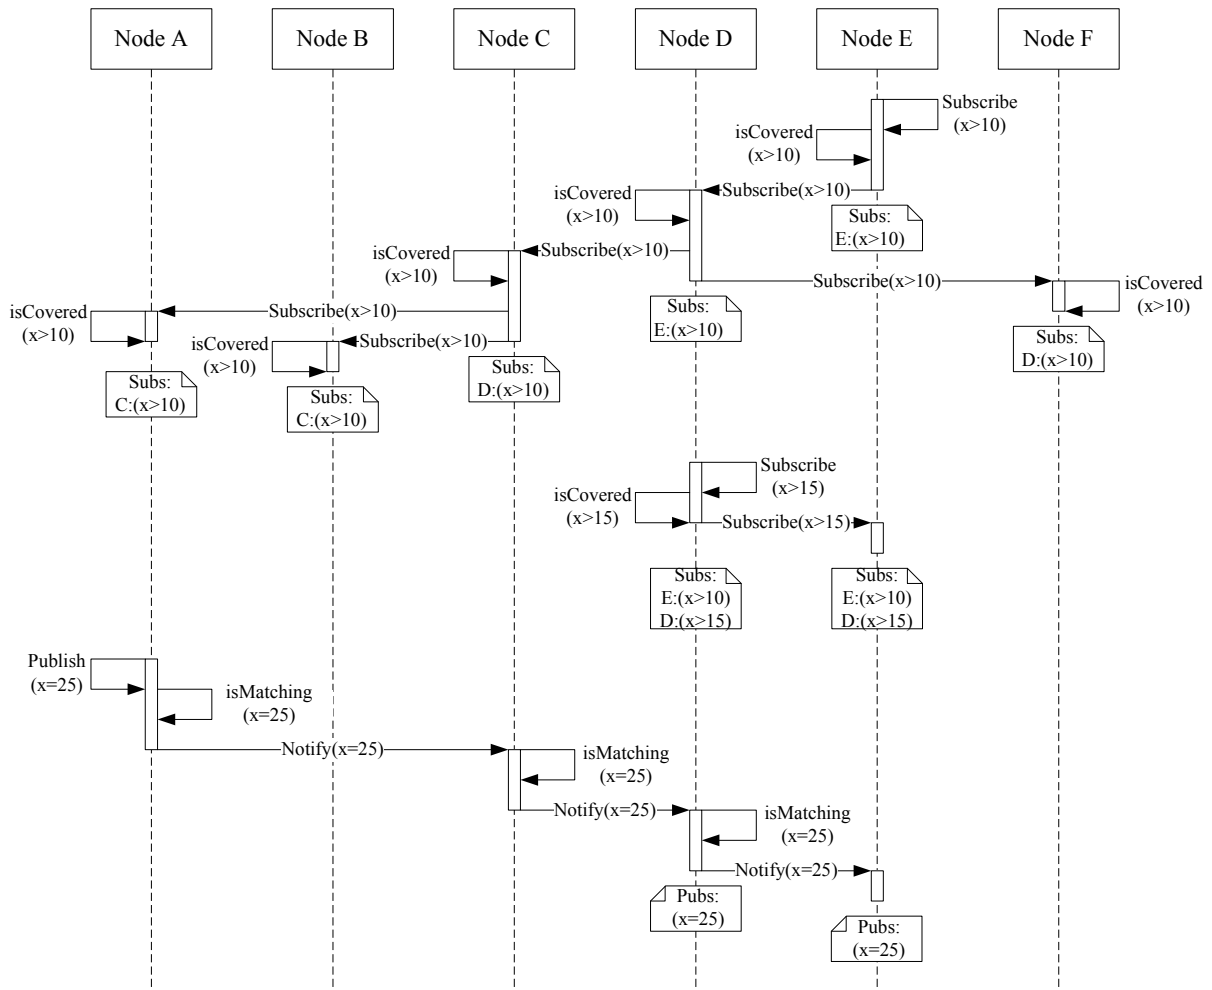 Node A
Node B
Node C
Node D
Node E
Node F
Subscribe
(x>10)
isCovered
(x>10)
Subscribe(x>10)
isCovered
(x>10)
Subs:
E:(x>10)
Subscribe(x>10)
isCovered
(x>10)
Subscribe(x>10)
isCovered
(x>10)
Subs:
E:(x>10)
Subscribe(x>10)
isCovered
(x>10)
Subs:
D:(x>10)
Subscribe(x>10)
isCovered
(x>10)
Subs:
C:(x>10)
Subs:
C:(x>10)
Subs:
D:(x>10)
Subscribe
(x>15)
isCovered
(x>15)
Subscribe(x>15)
Subs:
E:(x>10)
D:(x>15)
Subs:
E:(x>10)
D:(x>15)
Publish
(x=25)
isMatching
(x=25)
Notify(x=25)
isMatching
(x=25)
Notify(x=25)
isMatching
(x=25)
Notify(x=25)
Pubs:
(x=25)
Pubs:
(x=25)